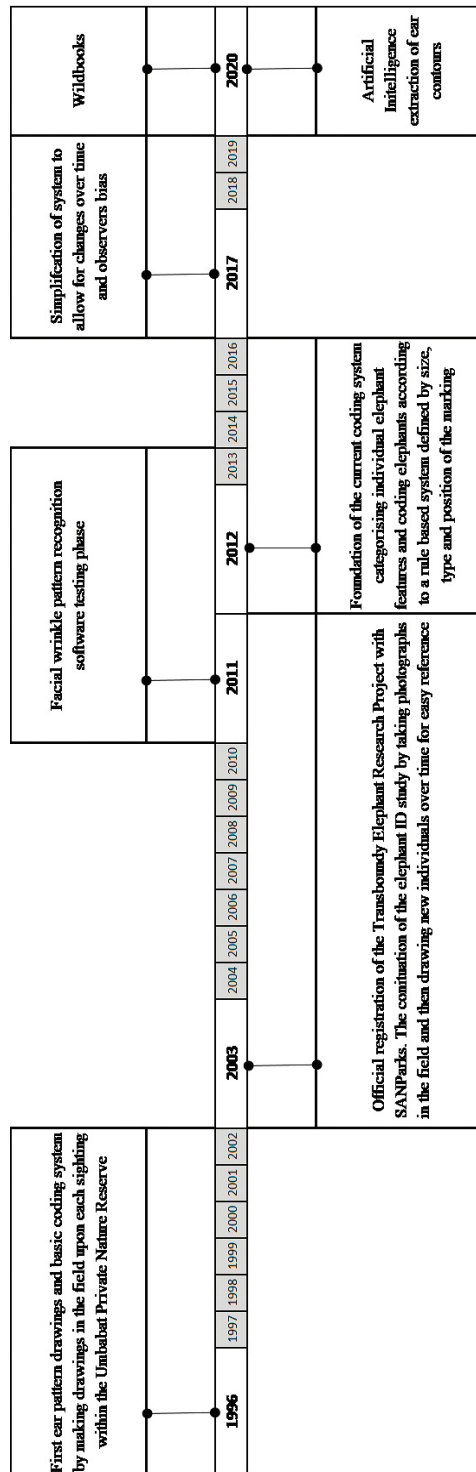 First ear pattern drawings and basic coding system
by making drawings in the field upon each sighting
within the Umbabat Private Nature Reserve
Facial wrinkle pattern recognition
software testing phase
Simplifcation of system to
allow for changes over time
and observers bias
Wildbooks
1996
1997
1998
1999
2000
2001
2002
2003
2004
2005
2006
2007
2008
2009
2010
2011
2012
2013
2014
2015
2016
2017
2018
2019
2020
Official registration of the Transboundy Elephant Research Project with
SANParks. The conituation of the elephant ID study by taking photographs
in the field and then drawing new individuals over time for easy reference
Foundation of the current coding system
categorising individual elephant
features and coding elephants according
to a rule based system defined by size,
type and position of the marking
Artificial
Initelligence
extraction of ear
contours